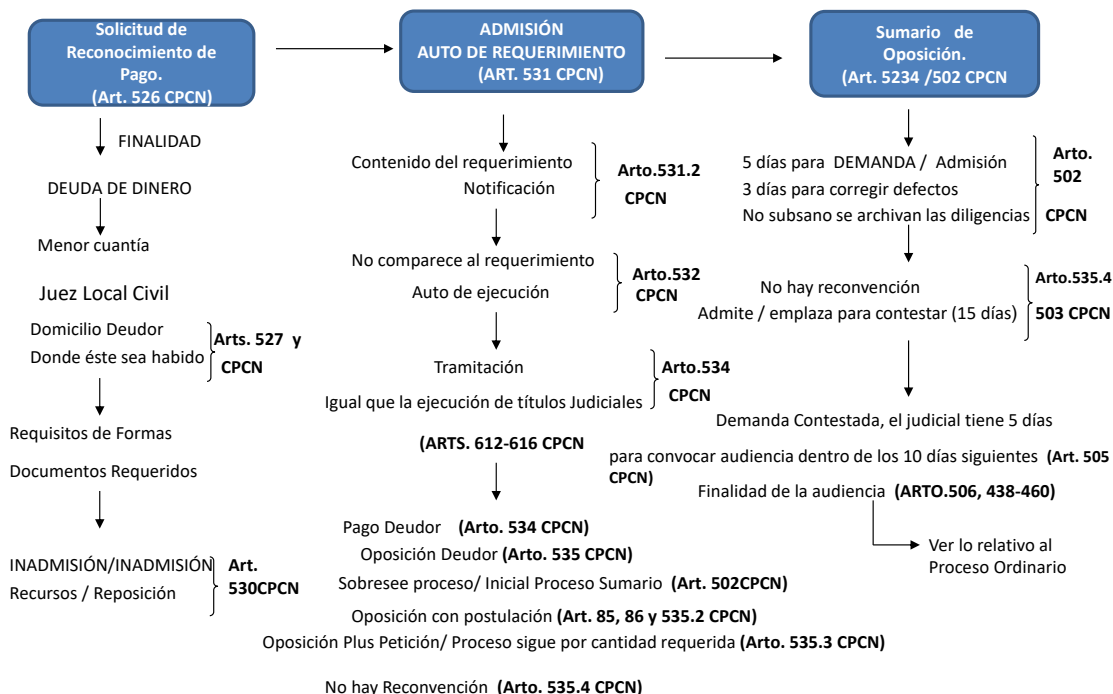 Solicitud de
Reconocimiento de
Pago.
(Art. 526 CPCN)
FINALIDAD
DEUDA DE DINERO
Menor cuantía
Juez Local Civil
Domicilio Deudor
Donde éste sea habido
Arts. 527 y
CPCN
Requisitos de Formas
Documentos Requeridos
INADMISIÓN/INADMISIÓN
Recursos / Reposición
Art.
530CPCN
ADMISIÓN
AUTO DE REQUERIMIENTO
(ART. 531 CPCN)
Contenido del requerimiento
Notificación
Arto.531.2
CPCN
No comparece al requerimiento
Auto de ejecución
Arto.532
CPCN
Tramitación
Igual que la ejecución de títulos Judiciales
Arto.534
CPCN
(ARTS. 612-616 CPCN
Pago Deudor (Arto. 534 CPCN)
Oposición Deudor (Arto. 535 CPCN)
Sobresee proceso/ Inicial Proceso Sumario (Art. 502CPCN)
Oposición con postulación (Art. 85, 86 y 535.2 CPCN)
Oposición Plus Petición/ Proceso sigue por cantidad requerida (Arto. 535.3 CPCN)
No hay Reconvención (Arto. 535.4 CPCN)
Sumario de
Oposición.
(Art. 5234 /502 CPCN
5 días para DEMANDA / Admisión
3 días para corregir defectos
No subsano se archivan las diligencias
Arto.
502
CPCN
No hay reconvención
Admite / emplaza para contestar (15 días)
Arto.535.4
503 CPCN
Demanda Contestada, el judicial tiene 5 días
para convocar audiencia dentro de los 10 días siguientes (Art. 505
CPCN)
Finalidad de la audiencia (ARTO.506, 438-460)
Ver lo relativo al
Proceso Ordinario